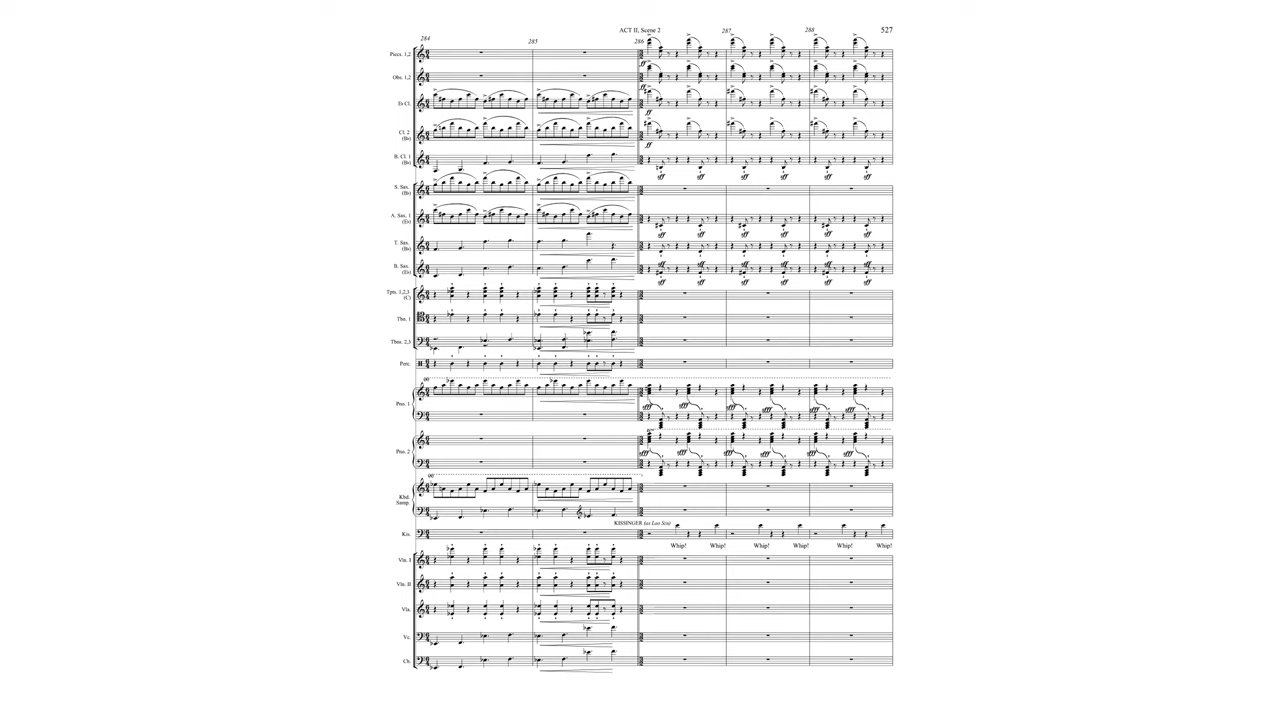 ACT II, Scene 2
527
284
285
286
287
288
Piccs. 1,2
Obs. 1,2
E♭ Cl.
Cl. 2
(B♭)
B. Cl. 1
(B♭)
S. Sax.
(B♭)
A. Sax. 1
(E♭)
T. Sax.
(B♭)
B. Sax.
(E♭)
Tpts. 1,2,3
(C)
Tbn. 1
Tbns. 2,3
Perc.
Pno. 1
Pno. 2
Kbd.
Samp.
KISSINGER (as Lao Szu)
Kis.
Whip! Whip! Whip! Whip! Whip! Whip!
Vln. I
Vln. II
Vla.
Vc.
Cb.